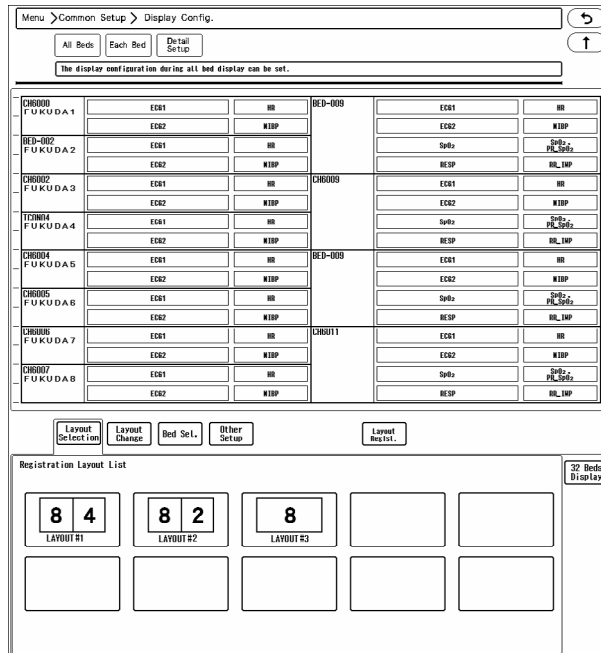 Menu > Common Setup > Display Config.
All Beds
Each Bed
Detail
Setup
The display configuration during all bed display can be set.
CH6000
FUKUDA1
ECG1
HR
ECG2
NIBP
BED-002
FUKUDA2
ECG1
HR
ECG2
NIBP
CH6002
FUKUDA3
ECG1
HR
ECG2
NIBP
TCON04
FUKUDA4
ECG1
HR
ECG2
NIBP
CH6004
FUKUDA5
ECG1
HR
ECG2
NIBP
CH6005
FUKUDA6
ECG1
HR
ECG2
NIBP
CH6006
FUKUDA7
ECG1
HR
ECG2
NIBP
CH6007
FUKUDA8
ECG1
HR
ECG2
NIBP
BED-009
ECG1
HR
ECG2
NIBP
SpO₂
SpO₂,
PR_SpO₂
RESP
RR_IMP
CH6009
ECG1
HR
ECG2
NIBP
SpO₂
SpO₂,
PR_SpO₂
RESP
RR_IMP
BED-009
ECG1
HR
ECG2
NIBP
SpO₂
SpO₂,
PR_SpO₂
RESP
RR_IMP
CH6011
ECG1
HR
ECG2
NIBP
SpO₂
SpO₂,
PR_SpO₂
RESP
RR_IMP
Layout
Selection
Layout
Change
Bed Sel.
Other
Setup
Layout
Regist.
Registration Layout List
32 Beds
Display
8 4
LAYOUT#1
8 2
LAYOUT#2
8
LAYOUT#3